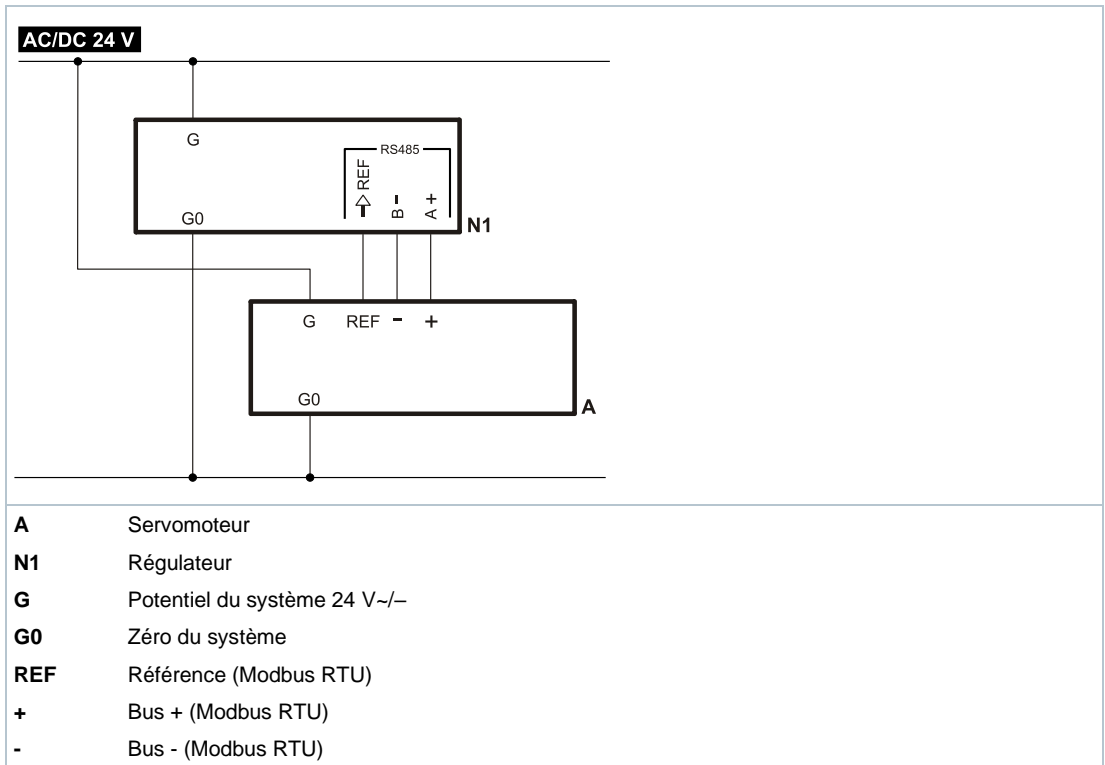 AC/DC 24 V
G
RS485
REF
B -
A +
G0
N1
G REF - +
G0
A
A Servomoteur
N1 Régulateur
G Potentiel du système 24 V~/–
G0 Zéro du système
REF Référence (Modbus RTU)
+ Bus + (Modbus RTU)
- Bus - (Modbus RTU)